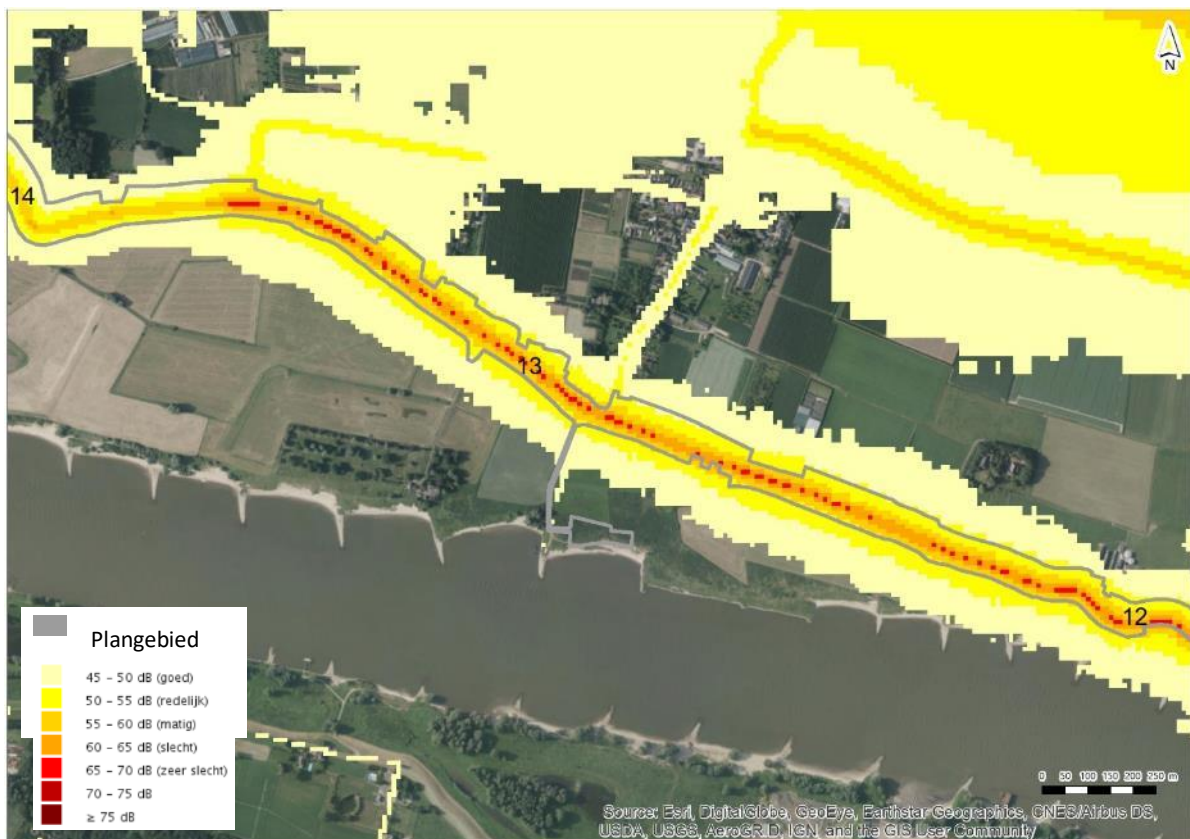 N
14
13
12
Plangebied
45 – 50 dB (goed)
50 – 55 dB (redelijk)
55 – 60 dB (matig)
60 – 65 dB (slecht)
65 – 70 dB (zeer slecht)
70 – 75 dB
≥ 75 dB
0 50 100 150 200 250 m
Source: Esri, DigitalGlobe, GeoEye, Earthstar Geographics, CNES/Airbus DS,
USDA, USGS, AeroGRID, IGN, and the GIS User Community